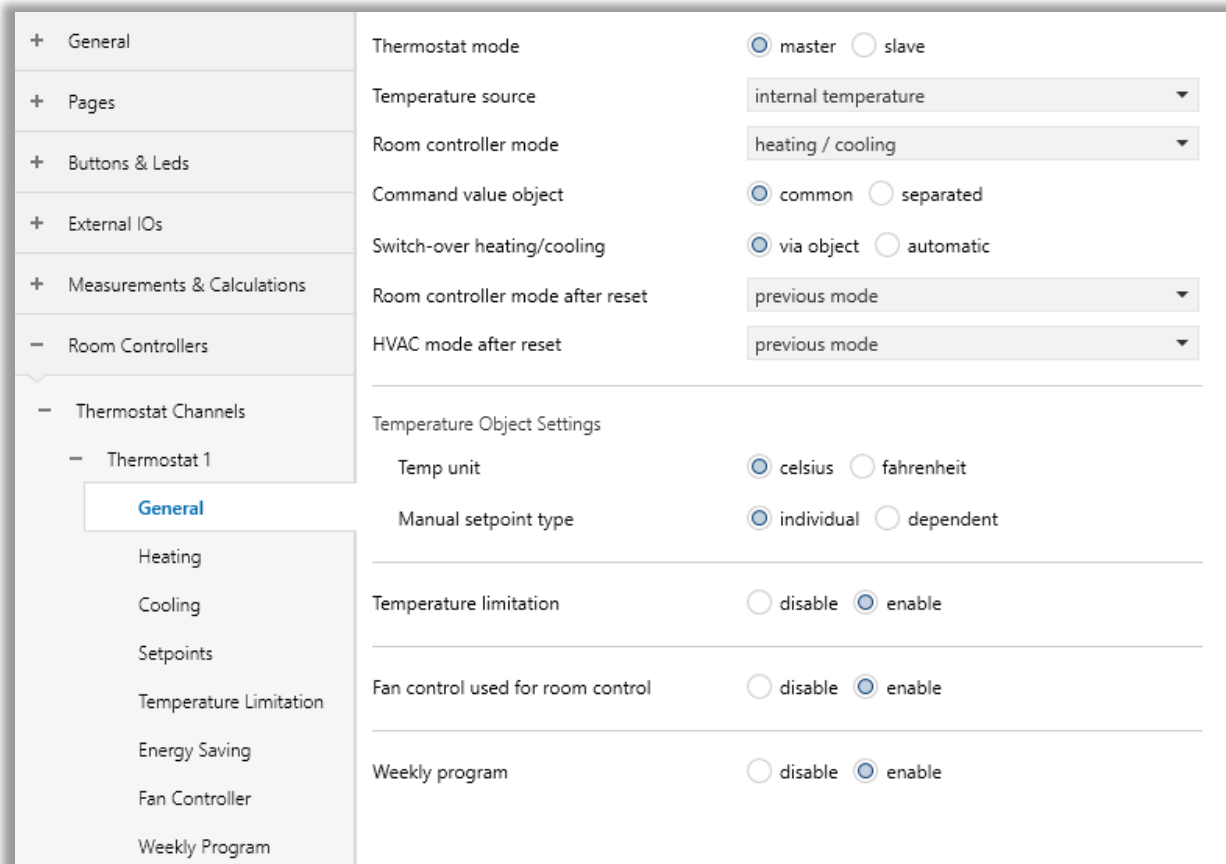 + General
+ Pages
+ Buttons & Leds
+ External IOs
+ Measurements & Calculations
− Room Controllers
− Thermostat Channels
− Thermostat 1
General
Heating
Cooling
Setpoints
Temperature Limitation
Energy Saving
Fan Controller
Weekly Program
Thermostat mode master slave
Temperature source internal temperature
Room controller mode heating / cooling
Command value object common separated
Switch-over heating/cooling via object automatic
Room controller mode after reset previous mode
HVAC mode after reset previous mode
Temperature Object Settings
Temp unit celsius fahrenheit
Manual setpoint type individual dependent
Temperature limitation disable enable
Fan control used for room control disable enable
Weekly program disable enable